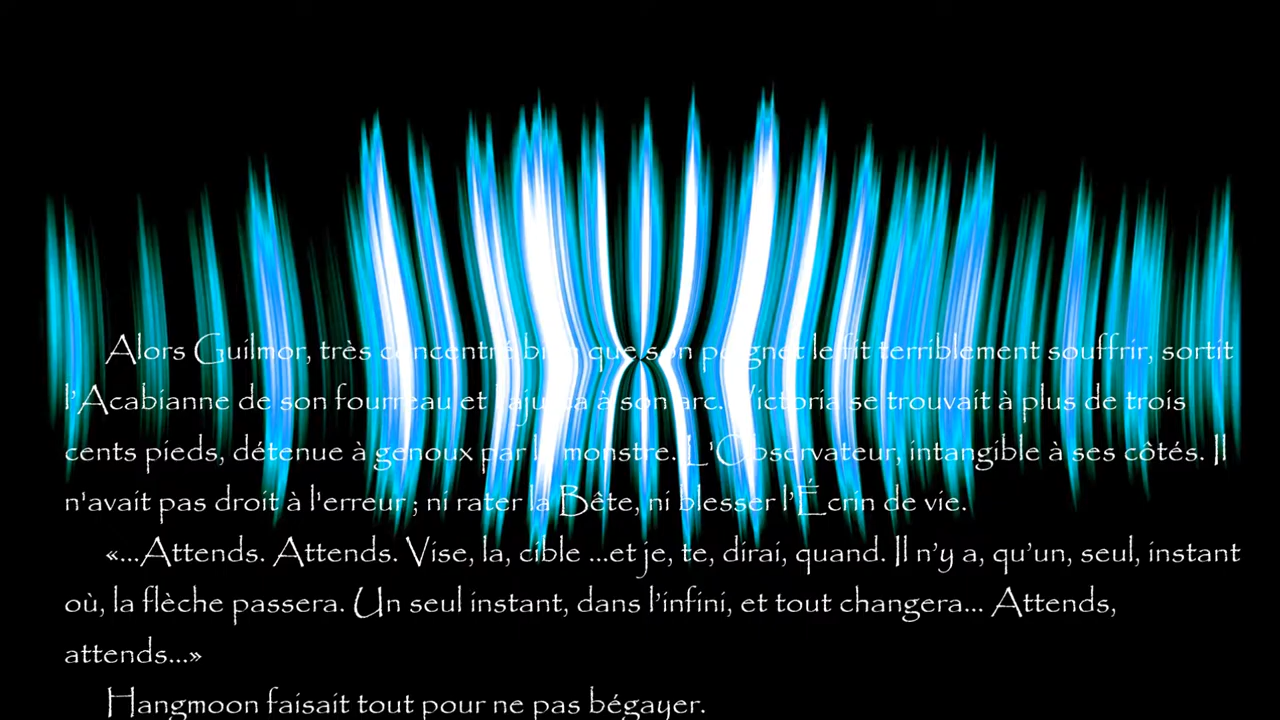 Alors Guilmor, très concentré bien que son poignet le fit terriblement souffrir, sortit
l'Acabianne de son fourreau et l'ajusta à son arc. Victoria se trouvait à plus de trois
cents pieds, détenue à genoux par le monstre. L'Observateur, intangible à ses côtés. Il
n'avait pas droit à l'erreur ; ni rater la Bête, ni blesser l'Écrin de vie.
«...Attends. Attends. Vise, la, cible ...et je, te, dirai, quand. Il n'y a, qu'un, seul, instant
où, la flèche passera. Un seul instant, dans l'infini, et tout changera... Attends,
attends...»
Hangmoon faisait tout pour ne pas bégayer.